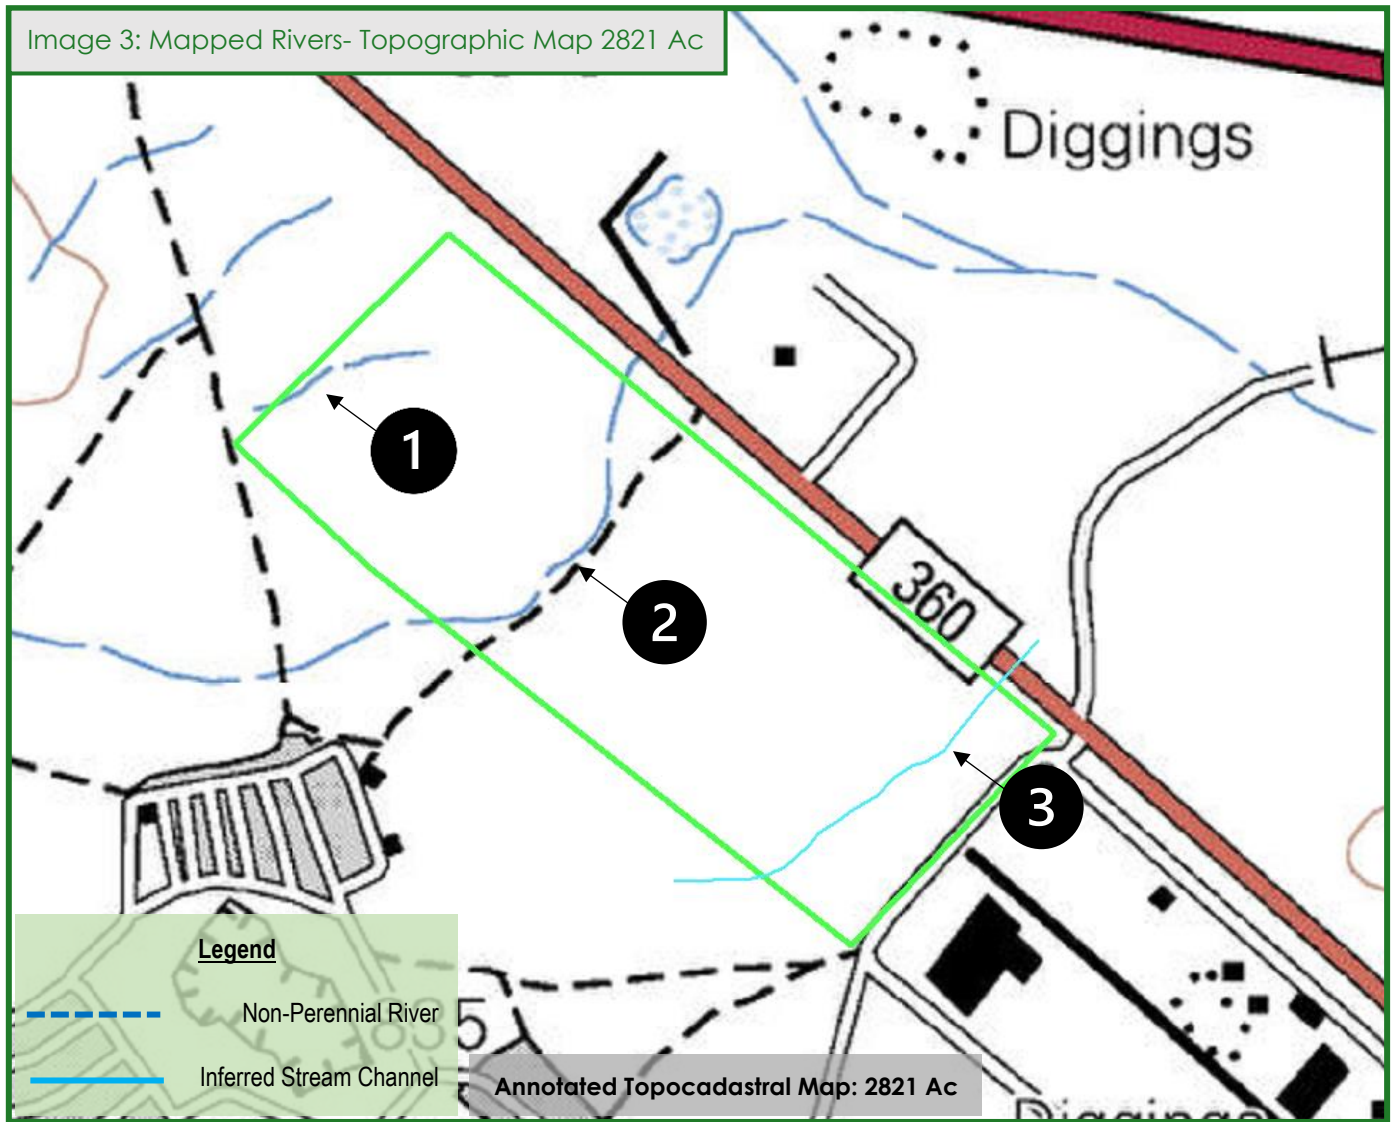 Image 3: Mapped Rivers- Topographic Map 2821 Ac
Diggings
1
2
360
3
Legend
Non-Perennial River
Inferred Stream Channel
Annotated Topocadastral Map: 2821 Ac
Diggings